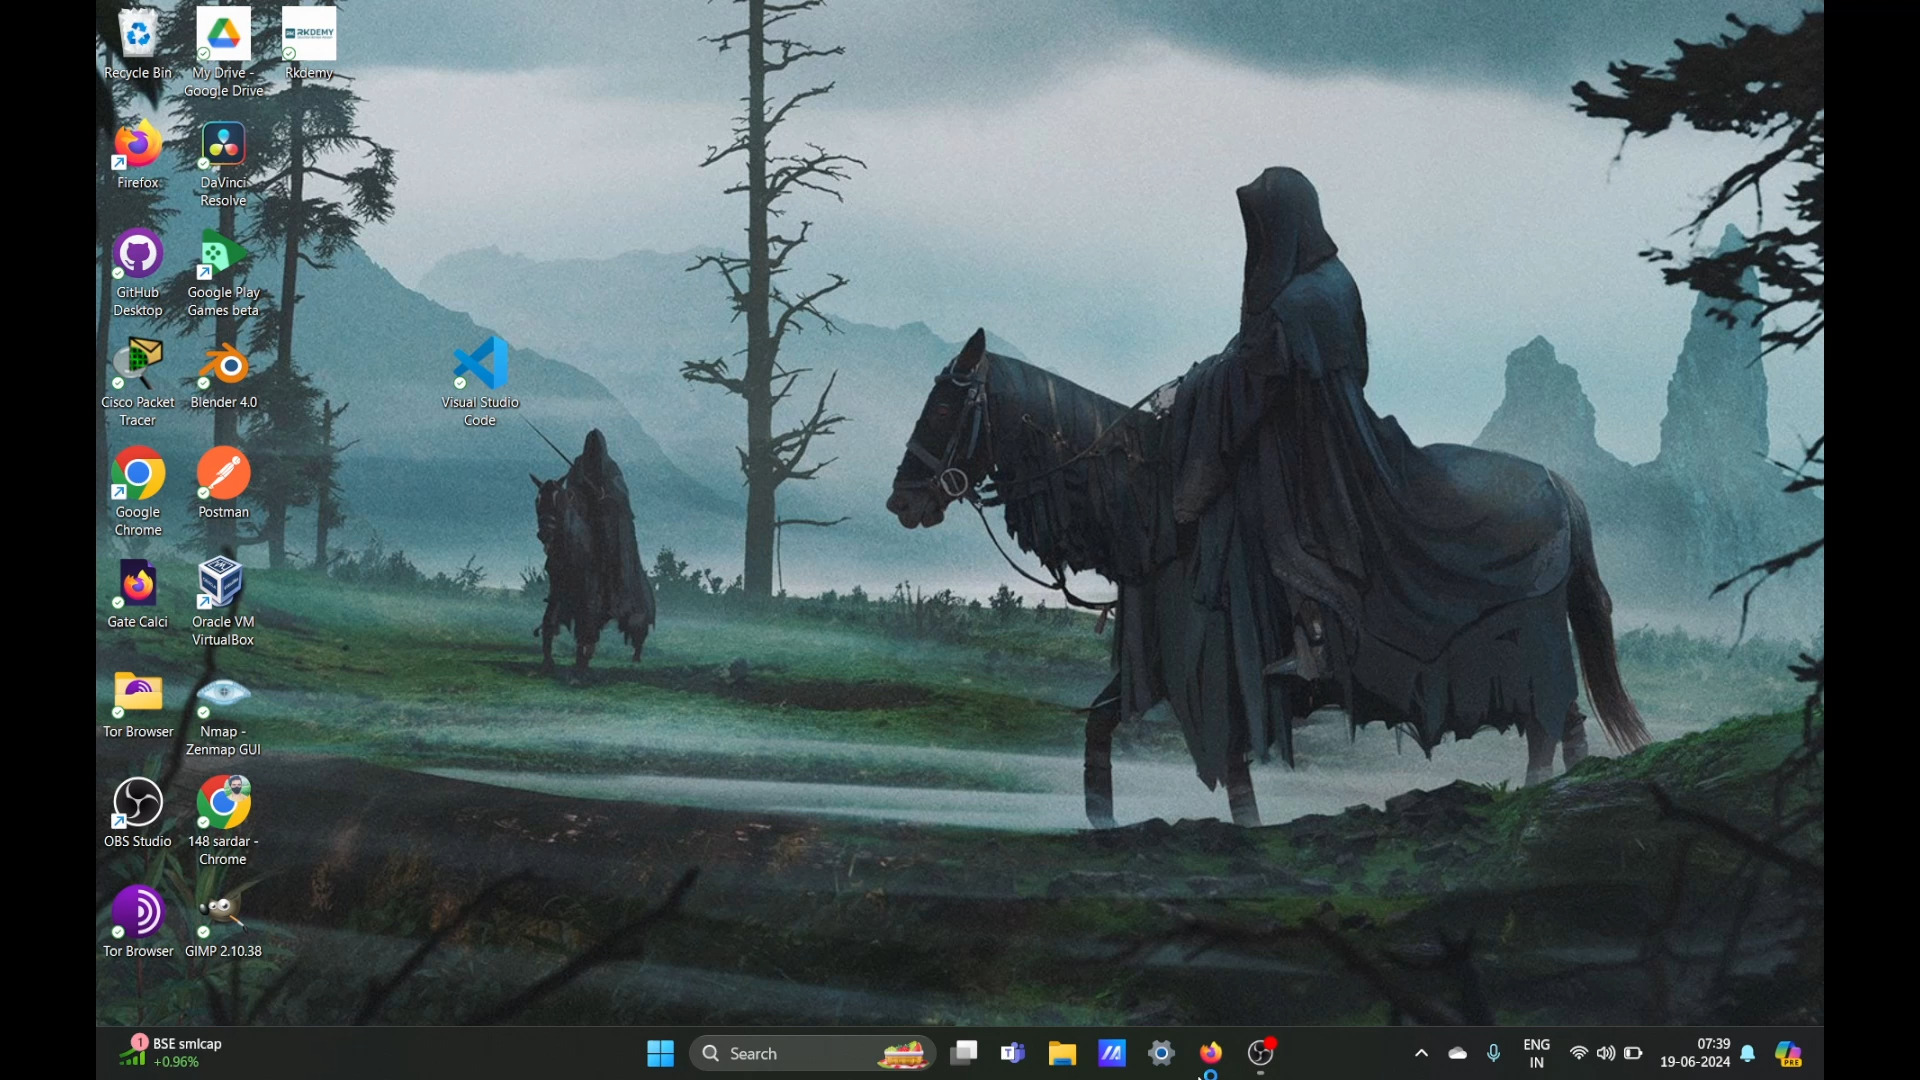 Recycle Bin
My Drive -
Google Drive
RKDEMY
Rkdemy
Firefox
DaVinci
Resolve
GitHub
Desktop
Google Play
Games beta
Cisco Packet
Tracer
Blender 4.0
Visual Studio
Code
Google
Chrome
Postman
Gate Calci
Oracle VM
VirtualBox
Tor Browser
Nmap -
Zenmap GUI
OBS Studio
148 sardar -
Chrome
Tor Browser
GIMP 2.10.38
1
BSE smlcap
+0.96%
Search
ENG
IN
07:39
19-06-2024
PRE